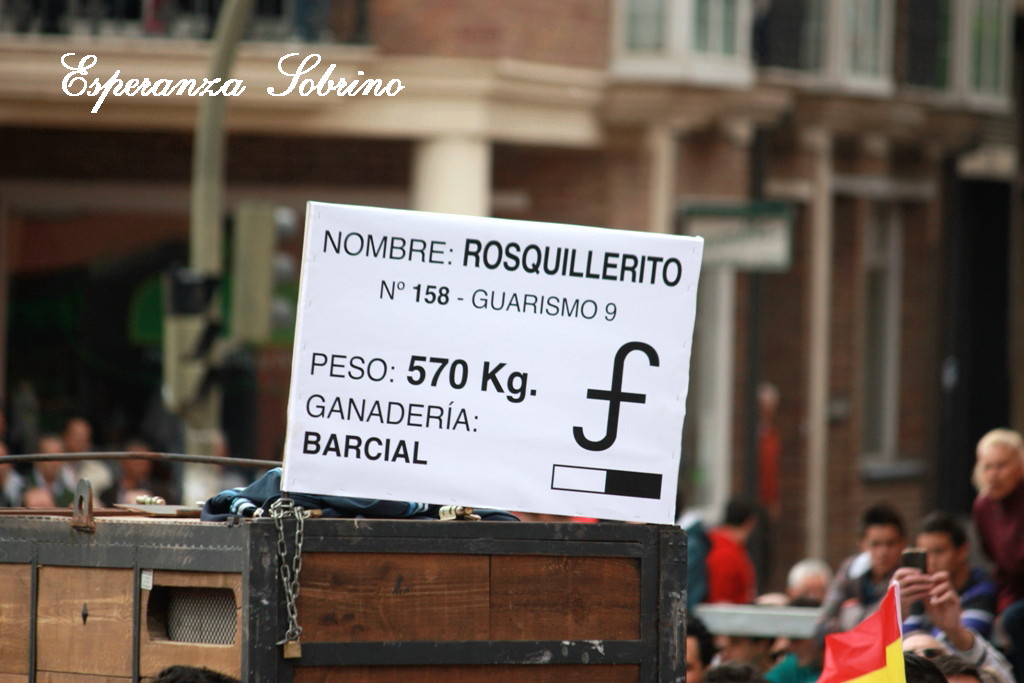 Esperanza Sobrino
NOMBRE: ROSQUILLERITO
Nº 158 - GUARISMO 9
PESO: 570 Kg.
GANADERÍA:
BARCIAL